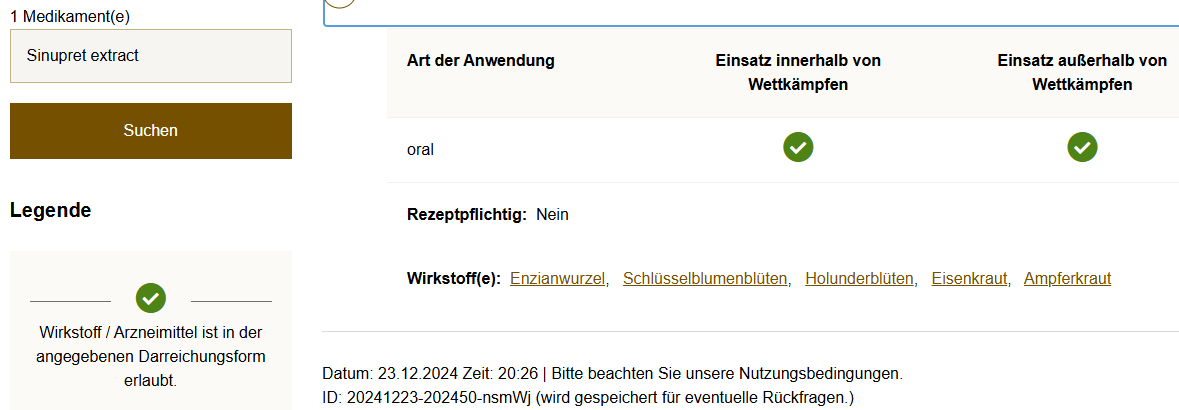 1 Medikament(e)
Sinupret extract
Suchen
Legende
Wirkstoff / Arzneimittel ist in der
angegebenen Darreichungsform
erlaubt.
Art der Anwendung
Einsatz innerhalb von
Wettkämpfen
Einsatz außerhalb von
Wettkämpfen
oral
Rezeptpflichtig: Nein
Wirkstoff(e): Enzianwurzel, Schlüsselblumenblüten, Holunderblüten, Eisenkraut, Ampferkraut
Datum: 23.12.2024 Zeit: 20:26 | Bitte beachten Sie unsere Nutzungsbedingungen.
ID: 20241223-202450-nsmWj (wird gespeichert für eventuelle Rückfragen.)